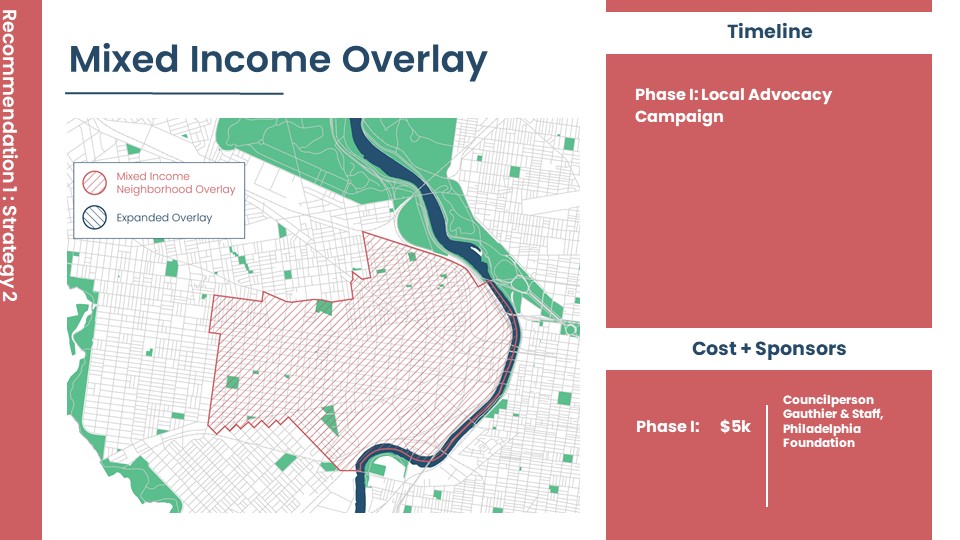 Recommendation 1 : Strategy 2
Mixed Income Overlay
Mixed Income
Neighborhood Overlay
Expanded Overlay
Timeline
Phase I: Local Advocacy
Campaign
Cost + Sponsors
Phase I: $5k
Councilperson
Gauthier & Staff,
Philadelphia
Foundation